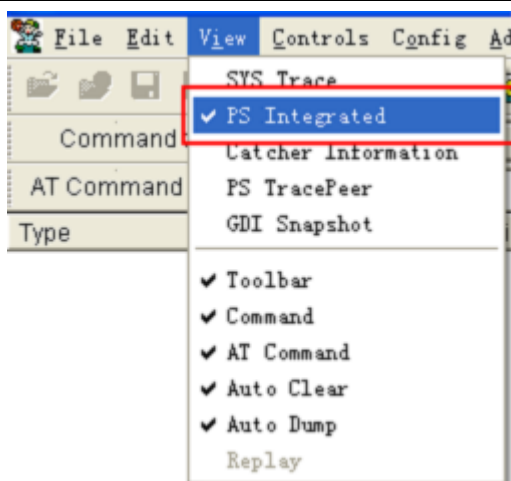 File Edit View Controls Config Ad
SYS Trace
PS Integrated
Command
Catcher Information
AT Command
PS TracePeer
Type
GDI Snapshot
Toolbar
Command
AT Command
Auto Clear
Auto Dump
Replay